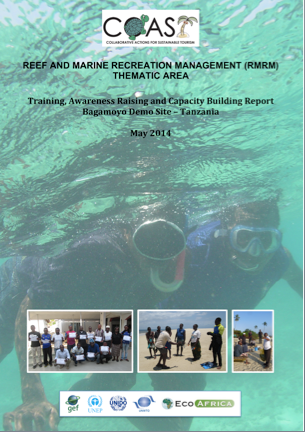 COAST
COLLABORATIVE ACTIONS FOR SUSTAINABLE TOURISM
REEF AND MARINE RECREATION MANAGEMENT (RMRM)
THEMATIC AREA
Training, Awareness Raising and Capacity Building Report
Bagamoyo Demo Site – Tanzania
May 2014
gef
UNEP
UNIDO
ECOAFRICA